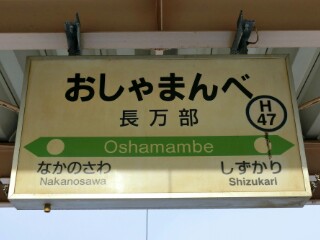 おしゃまんべ
長万部
H
47
Oshamambe
なかのさわ
Nakanosawa
しずかり
Shizukari